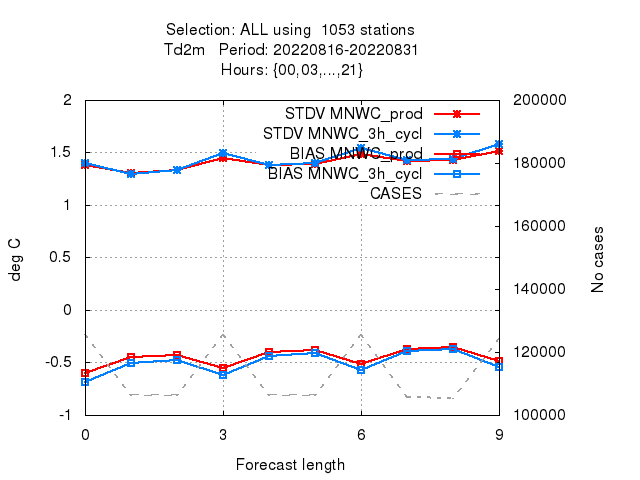 Selection: ALL using  1053 stations
Td2m   Period: 20220816-20220831
Hours: {00,03,...,21}
2
1.5
1
0.5
0
-0.5
-1
deg C
200000
180000
160000
140000
120000
100000
No cases
STDV MNWC_prod
STDV MNWC_3h_cycl
BIAS MNWC_prod
BIAS MNWC_3h_cycl
CASES
0 3 6 9
Forecast length